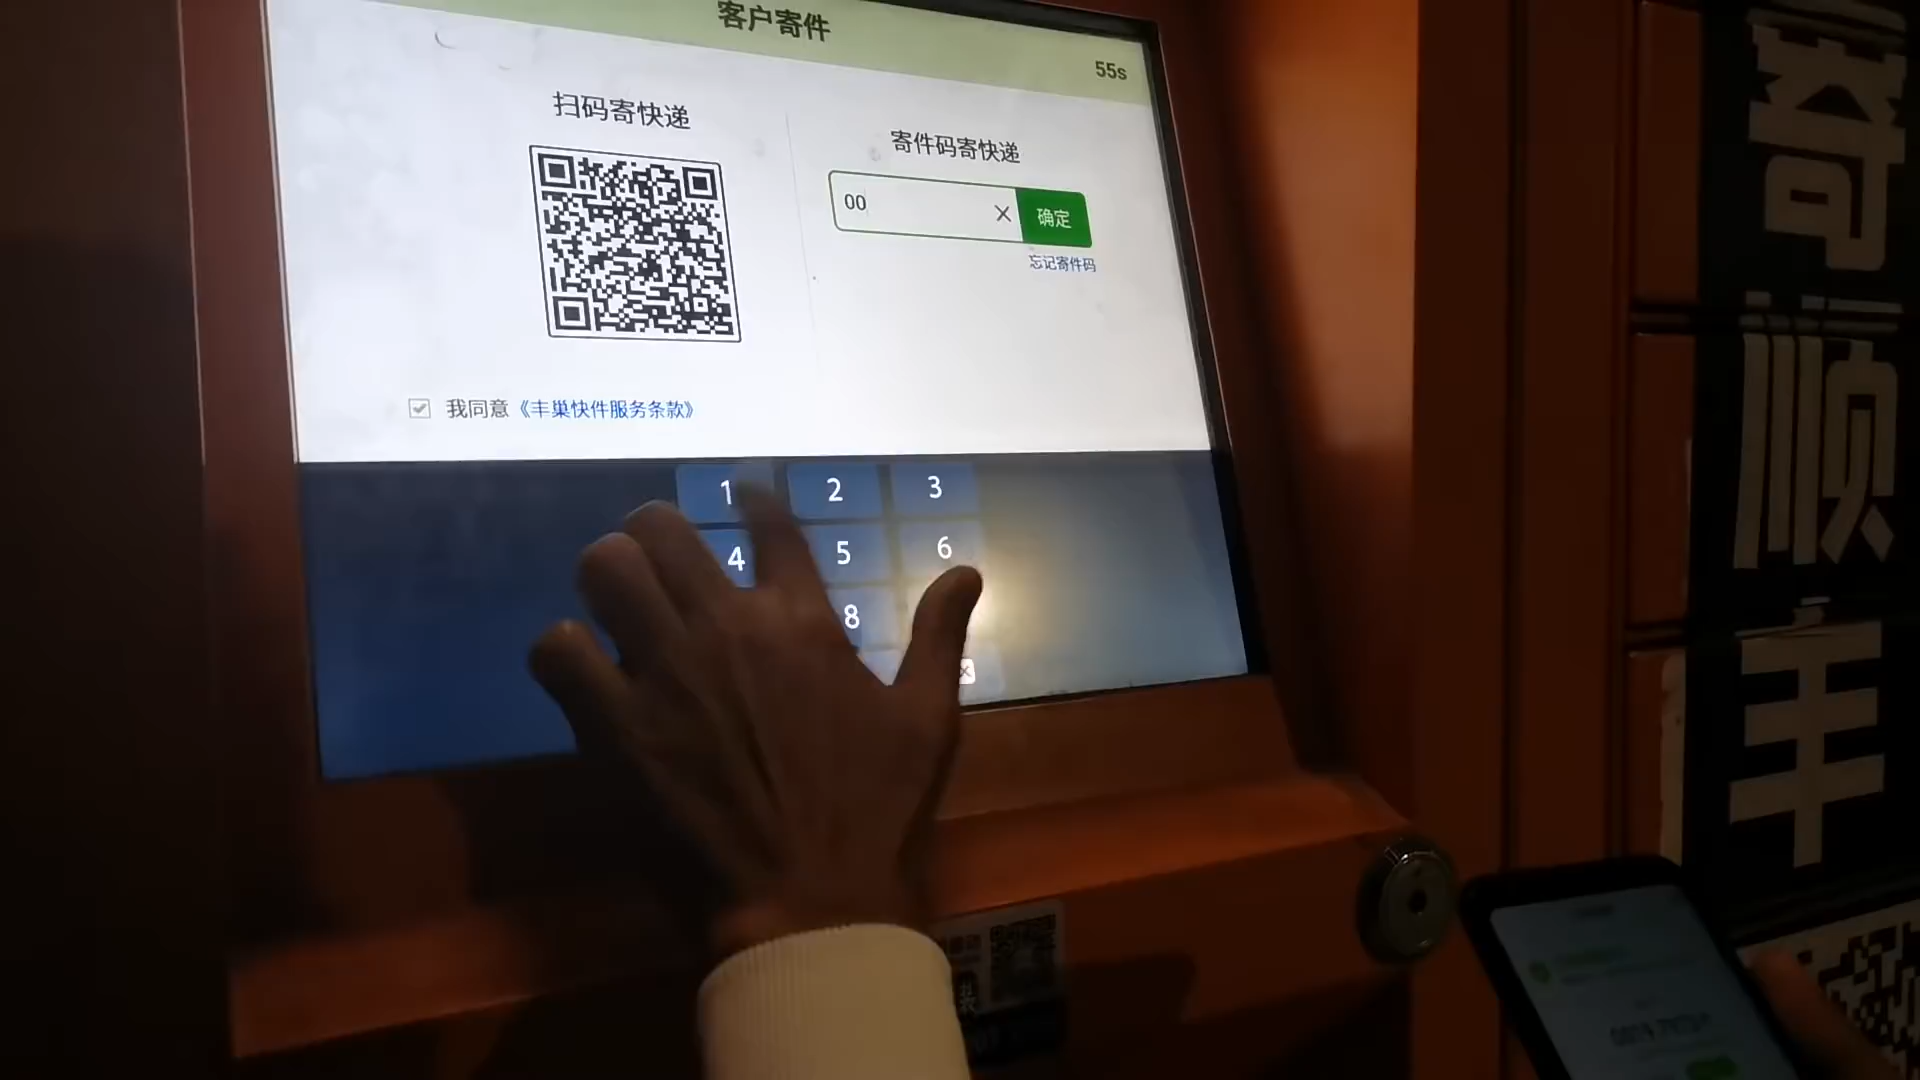 客户寄件
55s
扫码寄快递
寄件码寄快递
00
确定
忘记寄件码
我同意《丰巢快件服务条款》
1 2 3
4 5 6
8
寄顺丰